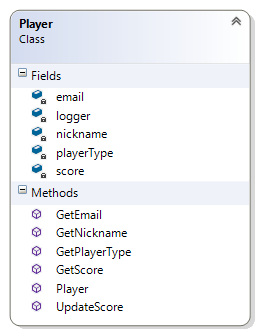 Player
Class
Fields
email
logger
nickname
playerType
score
Methods
GetEmail
GetNickname
GetPlayerType
GetScore
Player
UpdateScore